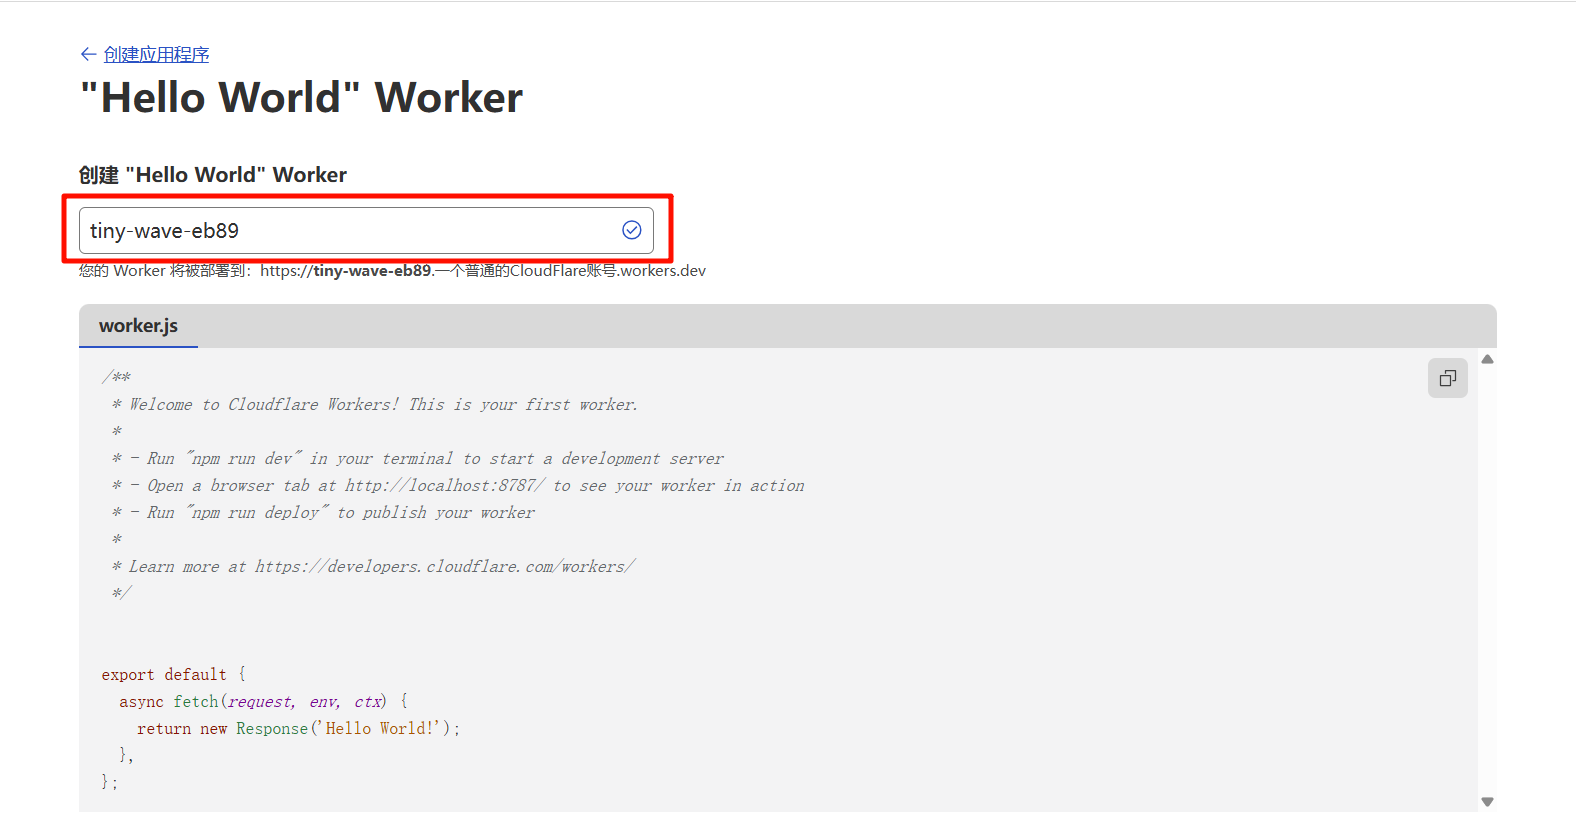 ← 创建应用程序
"Hello World" Worker
创建 "Hello World" Worker
tiny-wave-eb89
您的 Worker 将被部署到：https://tiny-wave-eb89.一个普通的CloudFlare账号.workers.dev
worker.js
/**
 * Welcome to Cloudflare Workers! This is your first worker.
 *
 * - Run "npm run dev" in your terminal to start a development server
 * - Open a browser tab at http://localhost:8787/ to see your worker in action
 * - Run "npm run deploy" to publish your worker
 *
 * Learn more at https://developers.cloudflare.com/workers/
 */
export default {
  async fetch(request, env, ctx) {
    return new Response('Hello World!');
  },
};